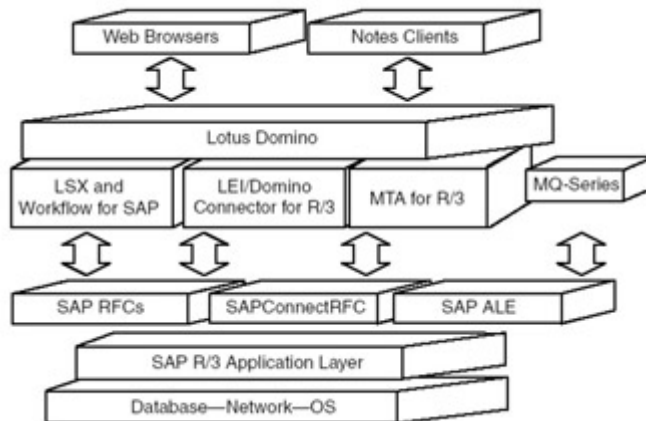 Web Browsers
Notes Clients
Lotus Domino
LSX and
Workflow for SAP
LEI/Domino
Connector for R/3
MTA for R/3
MQ-Series
SAP RFCs
SAPConnectRFC
SAP ALE
SAP R/3 Application Layer
Database—Network—OS